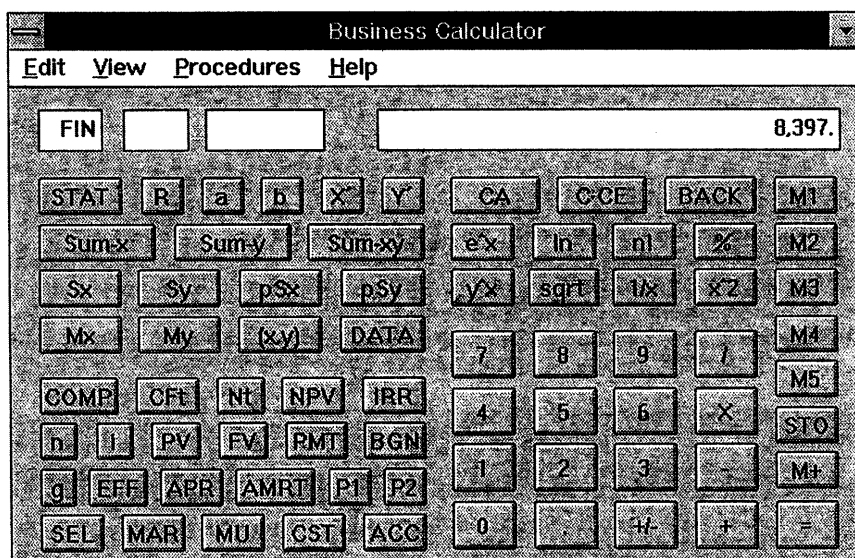 Business Calculator
Edit View Procedures Help
FIN 8,397.
STAT R a b X' Y' CA C·CE BACK M1
Sum-x Sum-y Sum-xy e^x ln n! % M2
Sx Sy pSx pSy y^x sqrt 1/x x^2 M3
Mx My (x,y) DATA 7 8 9 / M4
M5
COMP CFt Nt NPV IRR 4 5 6 X STO
n i PV FV PMT BGN
g EFF APR AMRT P1 P2 1 2 3 - M+
SEL MAR MU CST ACC 0 . +/- + =